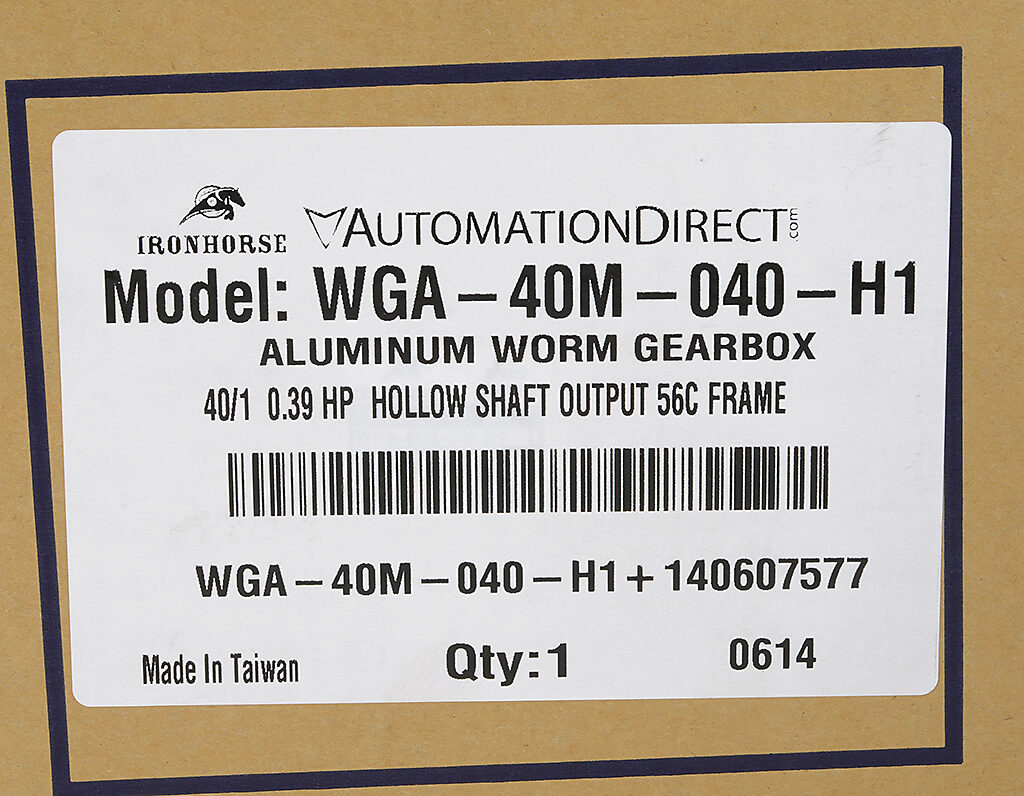 IRONHORSE
AUTOMATIONDIRECT.com
Model: WGA-40M-040-H1
ALUMINUM WORM GEARBOX
40/1 0.39 HP HOLLOW SHAFT OUTPUT 56C FRAME
WGA-40M-040-H1+140607577
Made In Taiwan Qty:1 0614